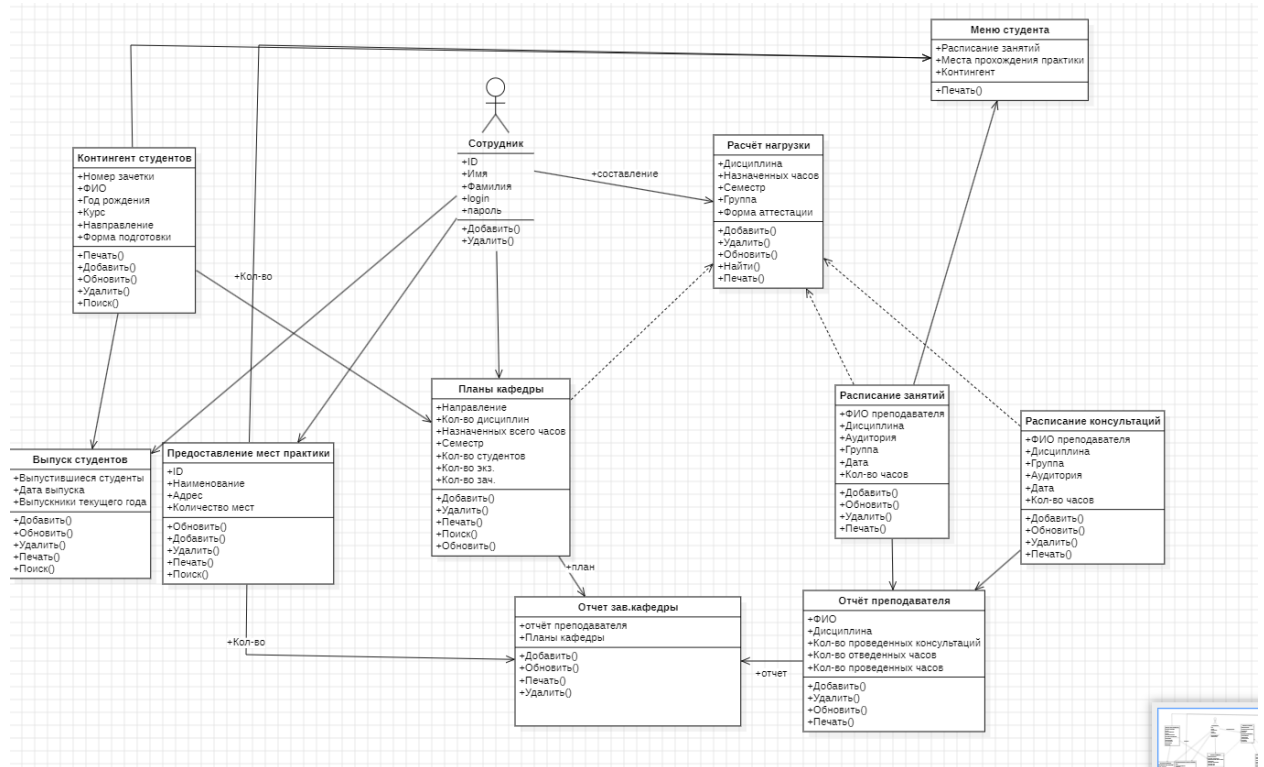 Меню студента
+Расписание занятий
+Места прохождения практики
+Контингент
+Печать()
Сотрудник
+ID
+Имя
+Фамилия
+login
+пароль
+Добавить()
+Удалить()
+составление
Расчёт нагрузки
+Дисциплина
+Назначенных часов
+Семестр
+Группа
+Форма аттестации
+Добавить()
+Удалить()
+Обновить()
+Найти()
+Печать()
Контингент студентов
+Номер зачетки
+ФИО
+Год рождения
+Курс
+Навправление
+Форма подготовки
+Печать()
+Добавить()
+Обновить()
+Удалить()
+Поиск()
+Кол-во
Выпуск студентов
+Выпустившиеся студенты
+Дата выпуска
+Выпускники текущего года
+Добавить()
+Обновить()
+Удалить()
+Печать()
+Поиск()
Предоставление мест практики
+ID
+Наименование
+Адрес
+Количество мест
+Обновить()
+Добавить()
+Удалить()
+Печать()
+Поиск()
Планы кафедры
+Направление
+Кол-во дисциплин
+Назначенных всего часов
+Семестр
+Кол-во студентов
+Кол-во экз.
+Кол-во зач.
+Добавить()
+Удалить()
+Печать()
+Поиск()
+Обновить()
Расписание занятий
+ФИО преподавателя
+Дисциплина
+Аудитория
+Группа
+Дата
+Кол-во часов
+Добавить()
+Обновить()
+Удалить()
+Печать()
Расписание консультаций
+ФИО преподавателя
+Дисциплина
+Группа
+Аудитория
+Дата
+Кол-во часов
+Добавить()
+Обновить()
+Удалить()
+Печать()
+план
+Кол-во
Отчет зав.кафедры
+отчёт преподавателя
+Планы кафедры
+Добавить()
+Обновить()
+Печать()
+Удалить()
+отчет
Отчёт преподавателя
+ФИО
+Дисциплина
+Кол-во проведенных консультаций
+Кол-во отведенных часов
+Кол-во проведенных часов
+Добавить()
+Удалить()
+Обновить()
+Печать()